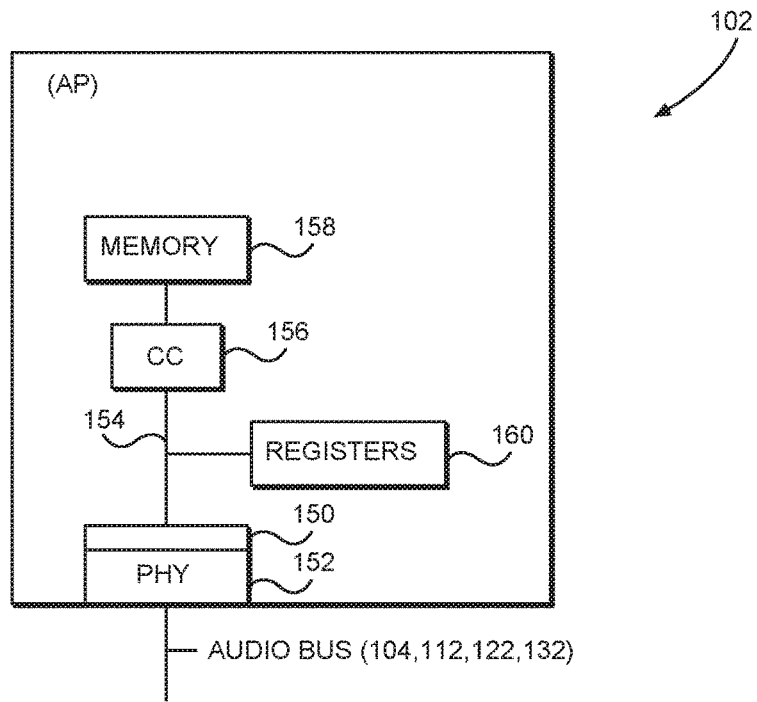 102
(AP)
MEMORY
158
CC
156
154
REGISTERS
160
150
PHY
152
AUDIO BUS (104,112,122,132)